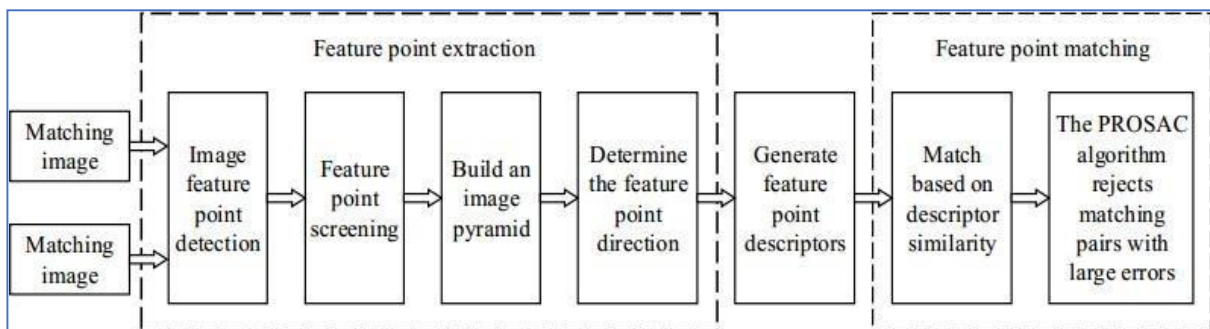 Feature point extraction
Feature point matching
Matching
image
Matching
image
Image
feature
point
detection
Feature
point
screening
Build an
image
pyramid
Determine
the feature
point
direction
Generate
feature
point
descriptors
Match
based on
descriptor
similarity
The PROSAC
algorithm
rejects
matching
pairs with
large errors